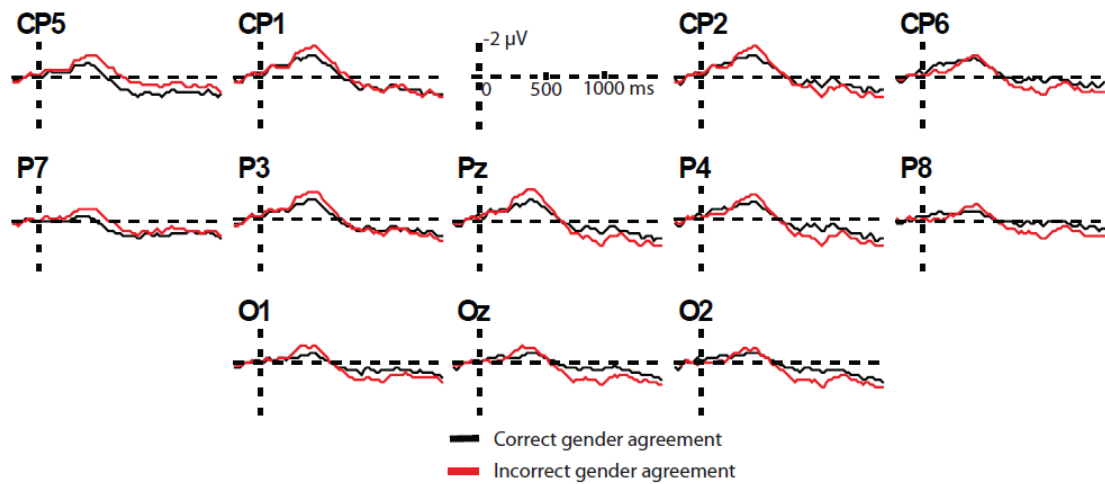 CP5 CP1 -2 µV CP2 CP6
0 500 1000 ms
P7 P3 Pz P4 P8
O1 Oz O2
Correct gender agreement
Incorrect gender agreement